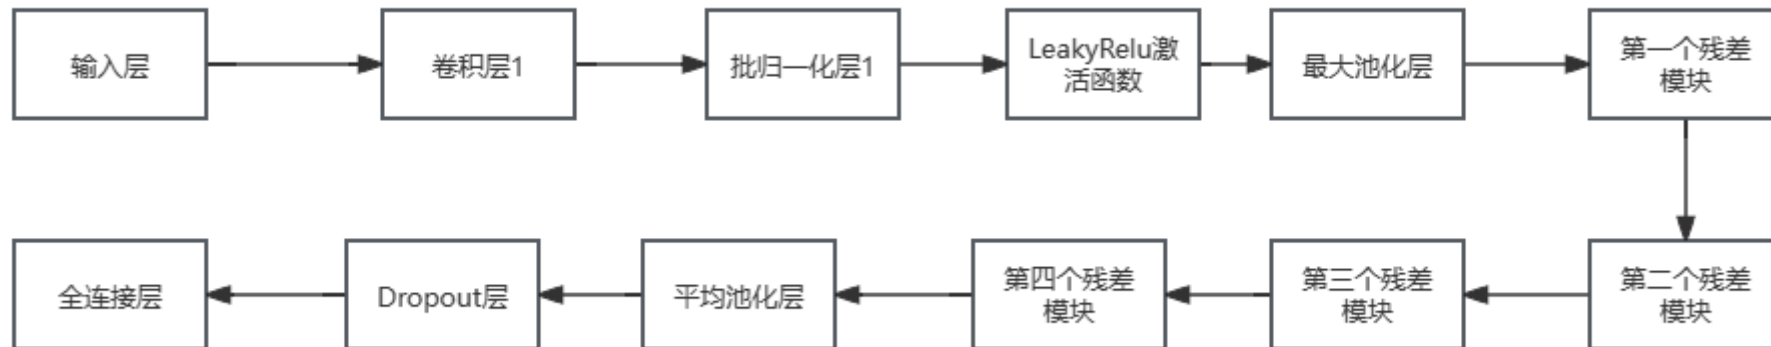 输入层
卷积层1
批归一化层1
LeakyRelu激
活函数
最大池化层
第一个残差
模块
全连接层
Dropout层
平均池化层
第四个残差
模块
第三个残差
模块
第二个残差
模块